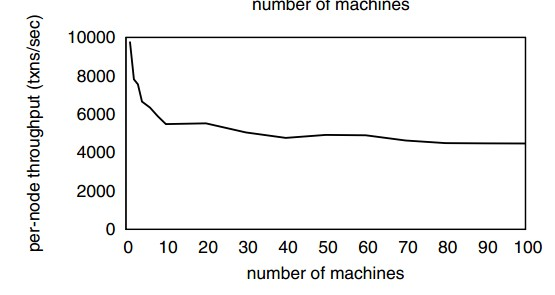 number of machines
per-node throughput (txns/sec)
10000
8000
6000
4000
2000
0
0 10 20 30 40 50 60 70 80 90 100
number of machines